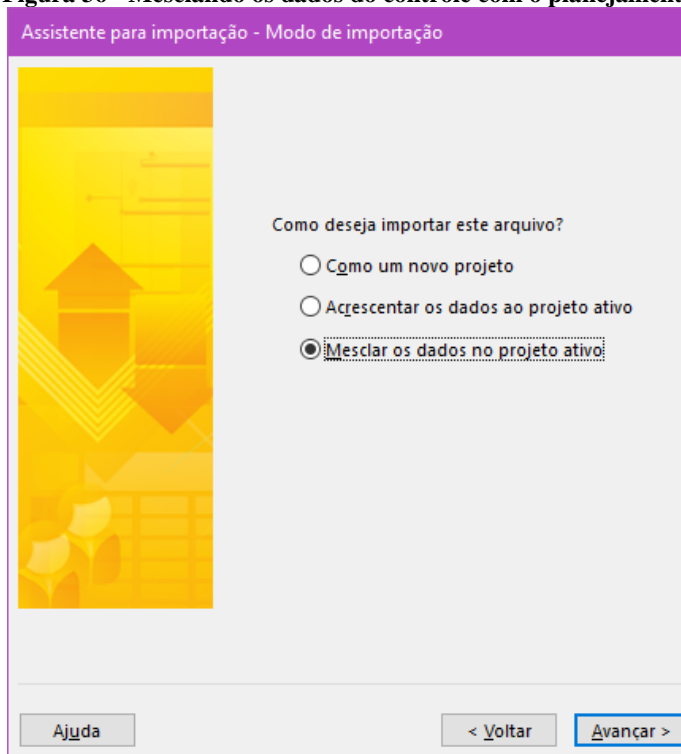 Figura 36 - Mesclando os dados do controle com o planejament
Assistente para importação - Modo de importação
Como deseja importar este arquivo?
Como um novo projeto
Acrescentar os dados ao projeto ativo
Mesclar os dados no projeto ativo
Ajuda
< Voltar
Avançar >